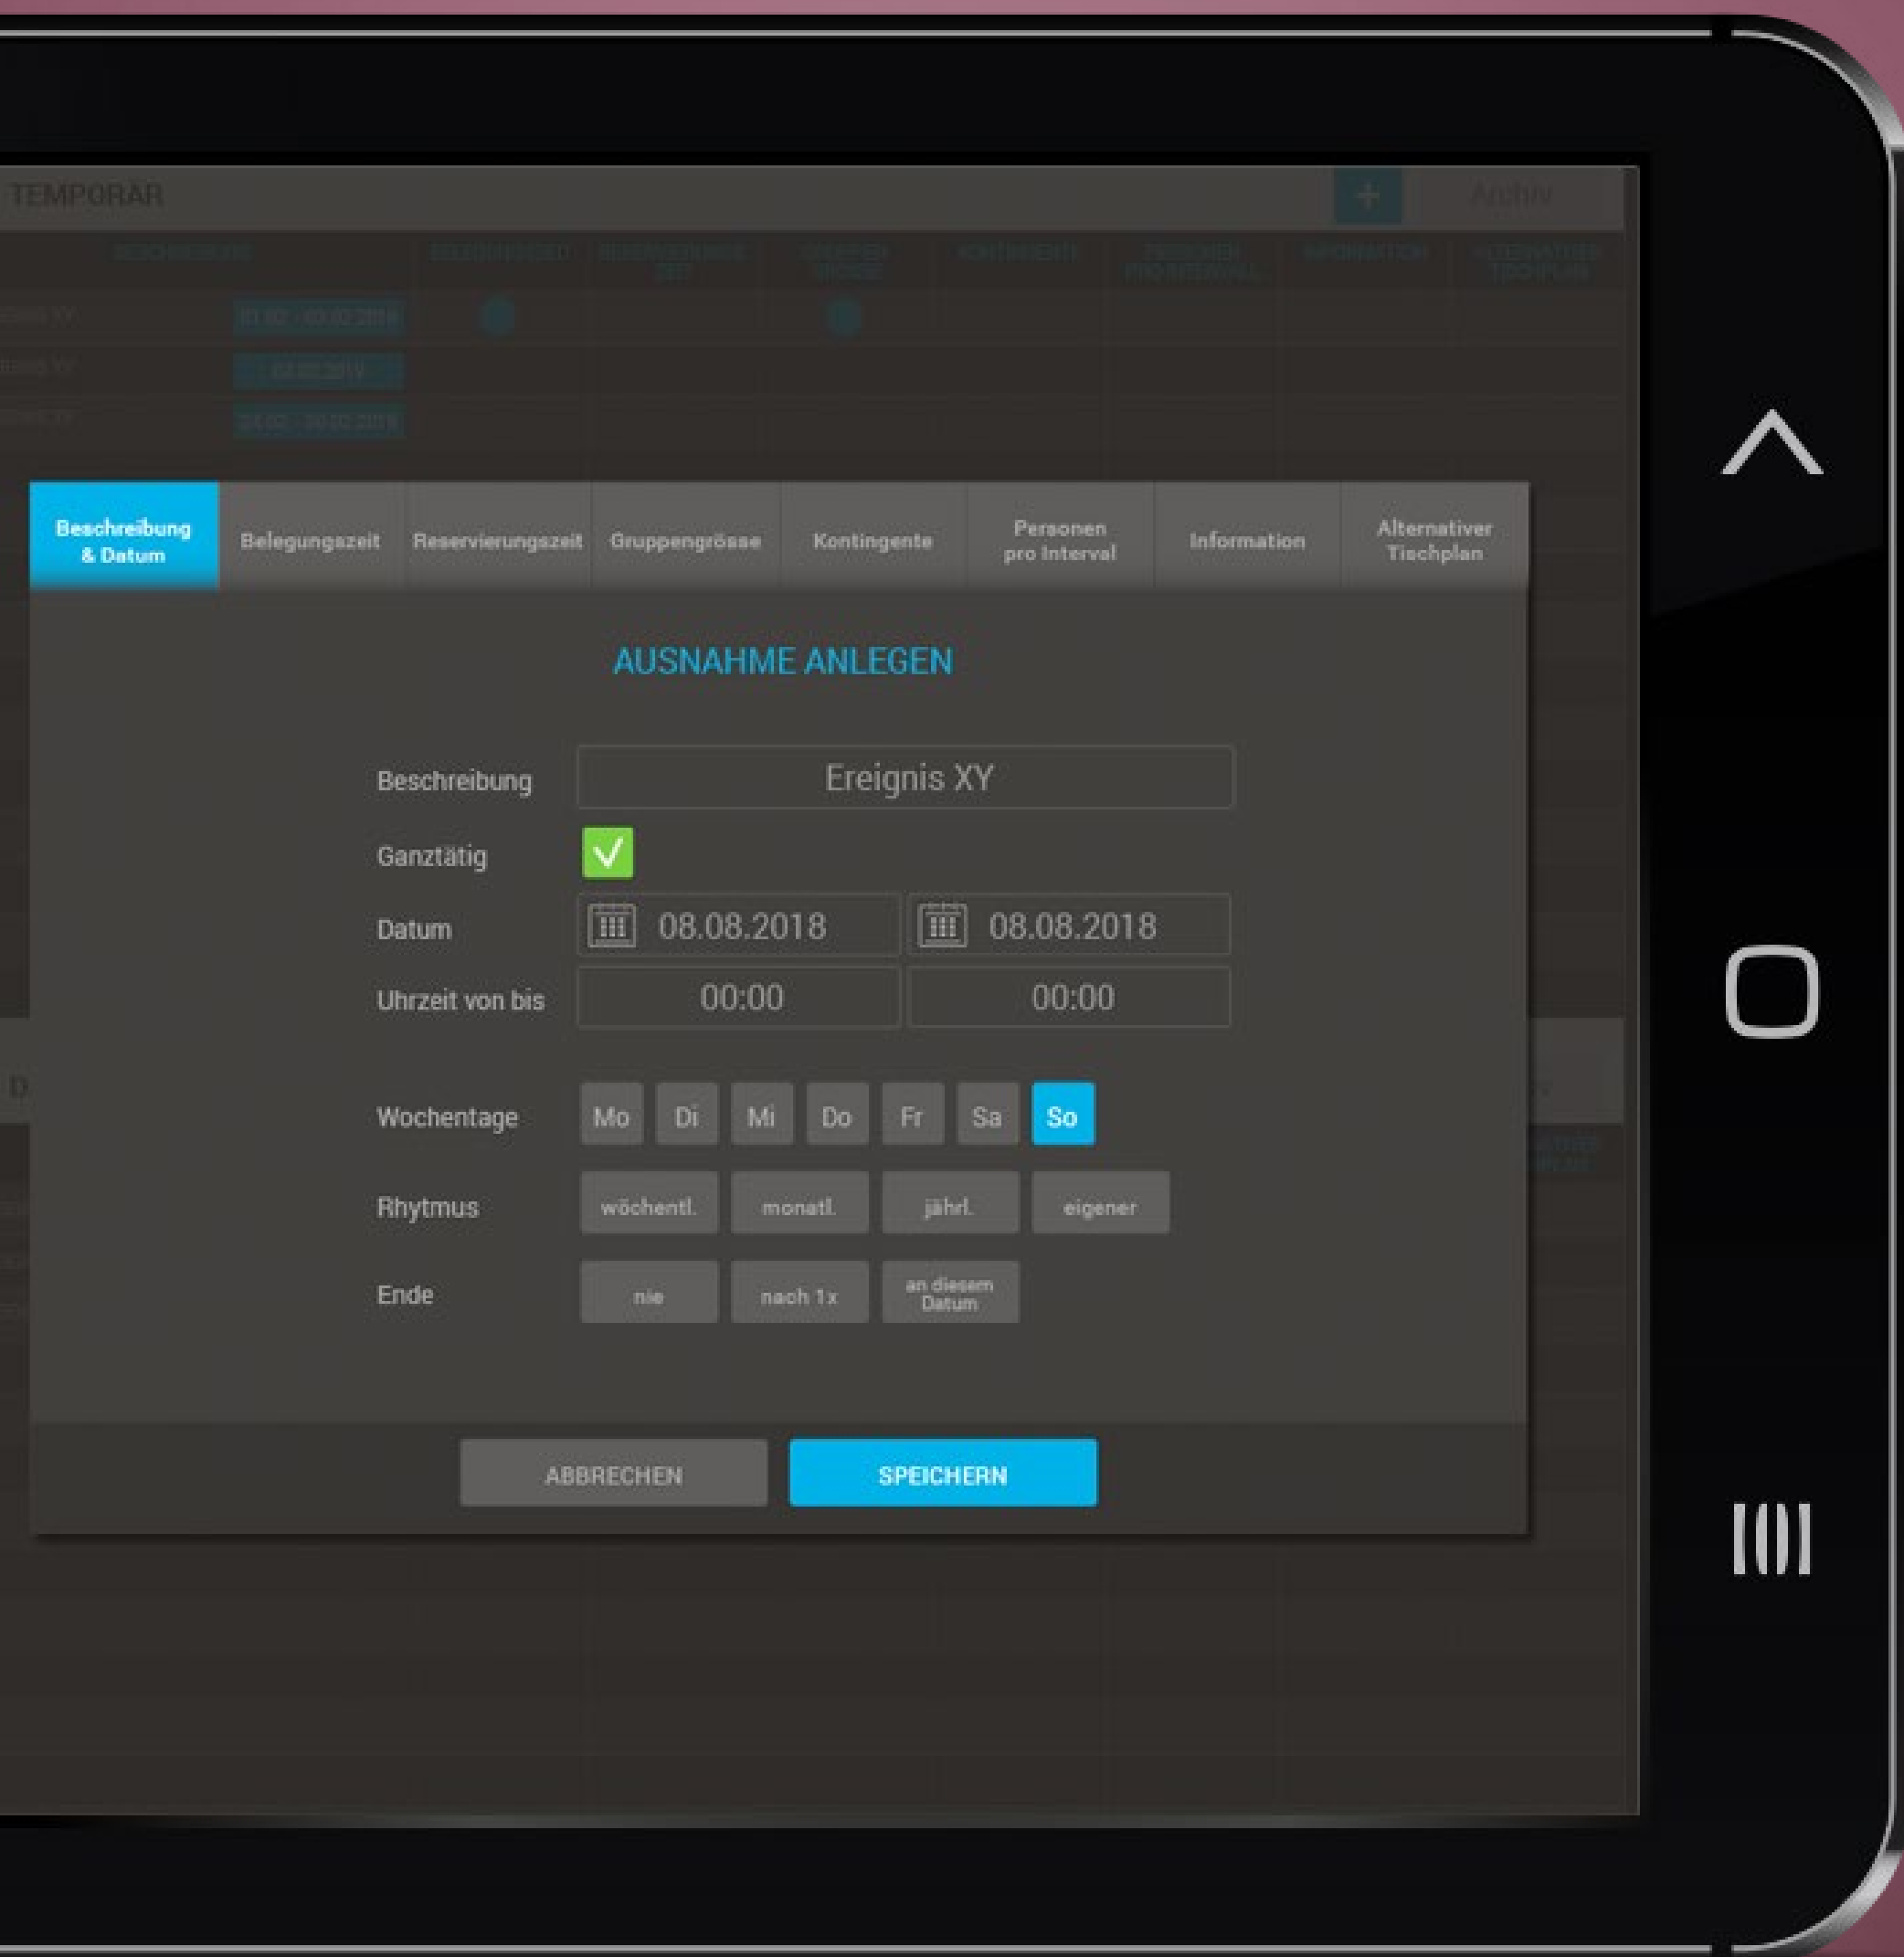 TEMPORÄR
+
Archiv
Beschreibung
& Datum
Belegungszeit
Reservierungszeit
Gruppengrösse
Kontingente
Personen
pro Interval
Information
Alternativer
Tischplan
AUSNAHME ANLEGEN
Beschreibung
Ereignis XY
Ganztätig
Datum
08.08.2018
08.08.2018
Uhrzeit von bis
00:00
00:00
Wochentage
Mo
Di
Mi
Do
Fr
Sa
So
Rhytmus
wöchentl.
monatl.
jährl.
eigener
Ende
nie
nach 1x
an diesem
Datum
ABBRECHEN
SPEICHERN